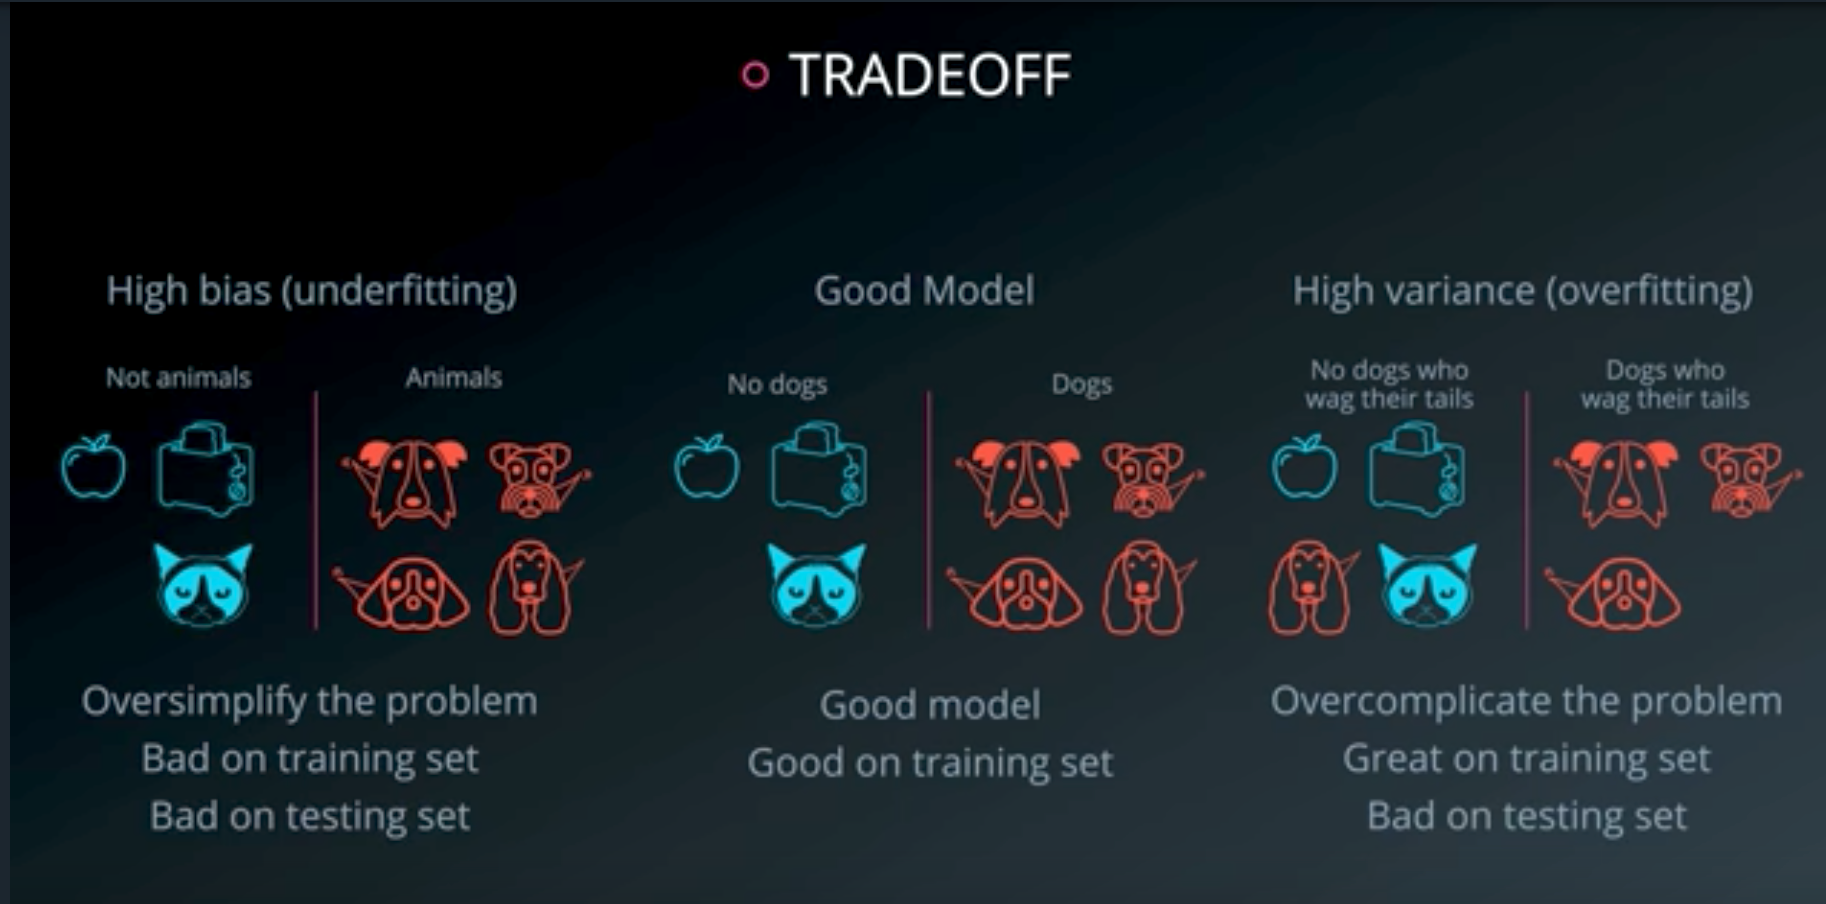 TRADEOFF
High bias (underfitting)
Not animals
Animals
Oversimplify the problem
Bad on training set
Bad on testing set
Good Model
No dogs
Dogs
Good model
Good on training set
High variance (overfitting)
No dogs who
wag their tails
Dogs who
wag their tails
Overcomplicate the problem
Great on training set
Bad on testing set